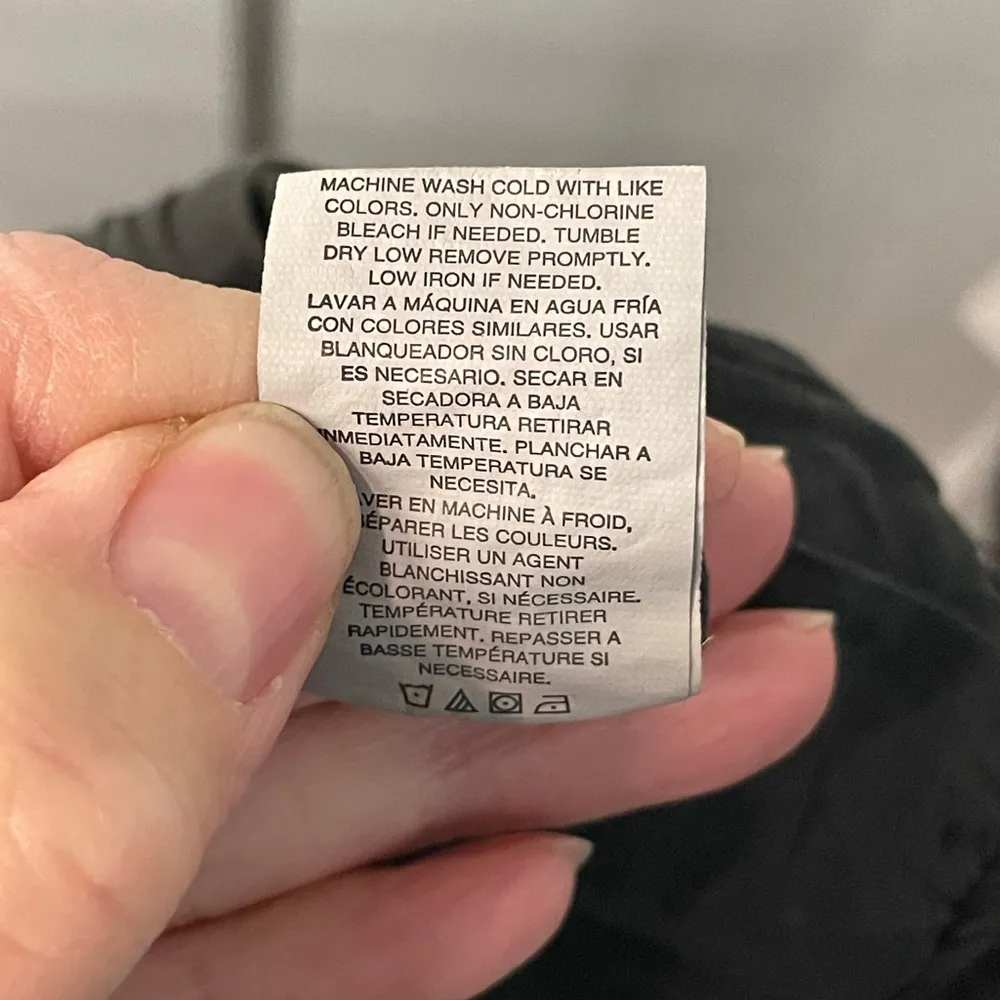 MACHINE WASH COLD WITH LIKE
COLORS. ONLY NON-CHLORINE
BLEACH IF NEEDED. TUMBLE
DRY LOW REMOVE PROMPTLY.
LOW IRON IF NEEDED.
LAVAR A MÁQUINA EN AGUA FRÍA
CON COLORES SIMILARES. USAR
BLANQUEADOR SIN CLORO, SI
ES NECESARIO. SECAR EN
SECADORA A BAJA
TEMPERATURA RETIRAR
NMEDIATAMENTE. PLANCHAR A
BAJA TEMPERATURA SE
NECESITA.
VER EN MACHINE À FROID,
ÉPARER LES COULEURS.
UTILISER UN AGENT
BLANCHISSANT NON
ÉCOLORANT, SI NÉCESSAIRE.
TEMPÉRATURE RETIRER
RAPIDEMENT. REPASSER A
BASSE TEMPÉRATURE SI
NECESSAIRE.